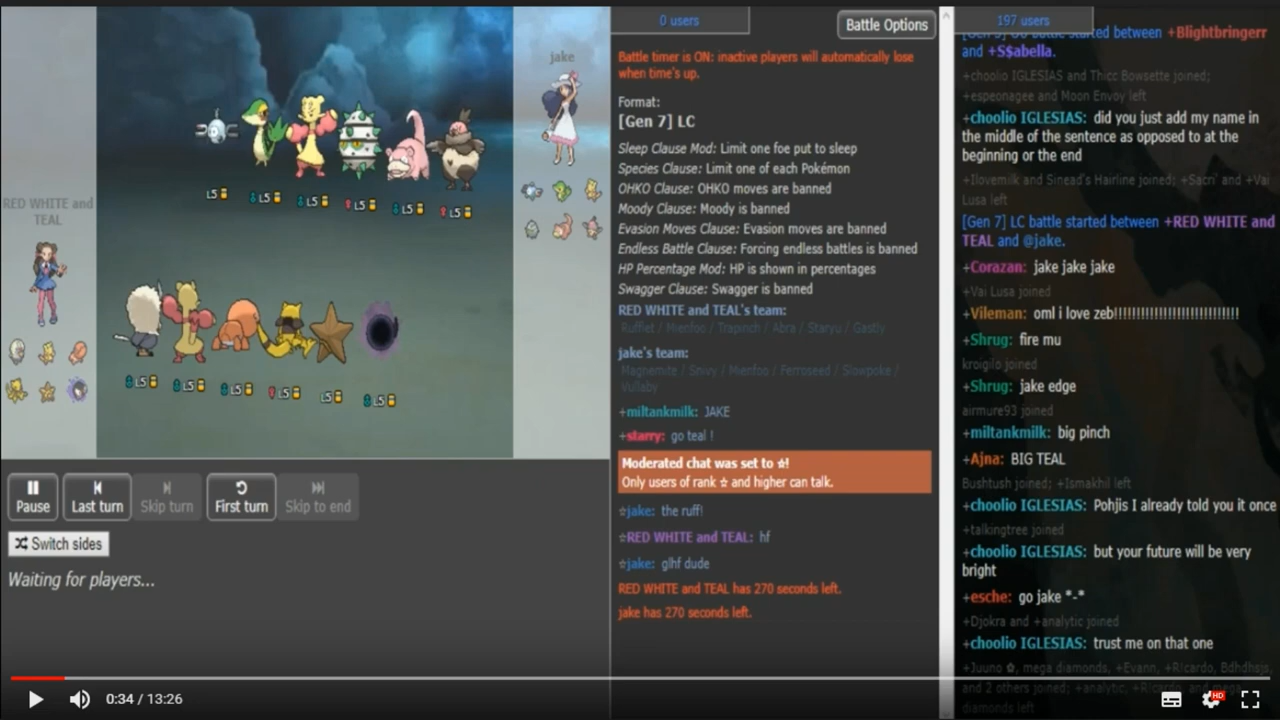 jake
RED WHITE and
TEAL
L5 L5 L5 L5 L5 L5
L5 L5 L5 L5 L5 L5
Pause
Last turn
Skip turn
First turn
Skip to end
Switch sides
Waiting for players...
0 users
Battle Options
Battle timer is ON: inactive players will automatically lose
when time's up.
Format:
[Gen 7] LC
Sleep Clause Mod: Limit one foe put to sleep
Species Clause: Limit one of each Pokémon
OHKO Clause: OHKO moves are banned
Moody Clause: Moody is banned
Evasion Moves Clause: Evasion moves are banned
Endless Battle Clause: Forcing endless battles is banned
HP Percentage Mod: HP is shown in percentages
Swagger Clause: Swagger is banned
RED WHITE and TEAL's team:
Rufflet / Mienfoo / Trapinch / Abra / Staryu / Gastly
jake's team:
Magnemite / Snivy / Mienfoo / Ferroseed / Slowpoke /
Vullaby
+miltankmilk: JAKE
+starry: go teal !
Moderated chat was set to ☆!
Only users of rank ☆ and higher can talk.
☆jake: the ruff!
☆RED WHITE and TEAL: hf
☆jake: glhf dude
RED WHITE and TEAL has 270 seconds left.
jake has 270 seconds left.
197 users
battle started between +Blightbringerr
and +S$abella.
+choolio IGLESIAS and Thicc Bowsette joined;
+espeonagee and Moon Envoy left
+choolio IGLESIAS: did you just add my name in
the middle of the sentence as opposed to at the
beginning or the end
+Ilovemilk and Sinead's Hairline joined; +Sacri' and +Vai
Lusa left
[Gen 7] LC battle started between +RED WHITE and
TEAL and @jake.
+Corazan: jake jake jake
+Vai Lusa joined
+Vileman: oml i love zeb!!!!!!!!!!!!!!!!!!!!!!!!!!!
+Shrug: fire mu
kroigilo joined
+Shrug: jake edge
airmure93 joined
+miltankmilk: big pinch
+Ajna: BIG TEAL
Bushtush joined; +Ismakhil left
+choolio IGLESIAS: Pohjis I already told you it once
+talkingtree joined
+choolio IGLESIAS: but your future will be very
bright
+esche: go jake *-*
+Djokra and +analytic joined
+choolio IGLESIAS: trust me on that one
+Juuno ✿, mega diamonds, +Evann, +R!cardo, Bdhdhsjs,
and 2 others joined; +analytic, +R!cardo, and mega
diamonds left
0:34 / 13:26
HD